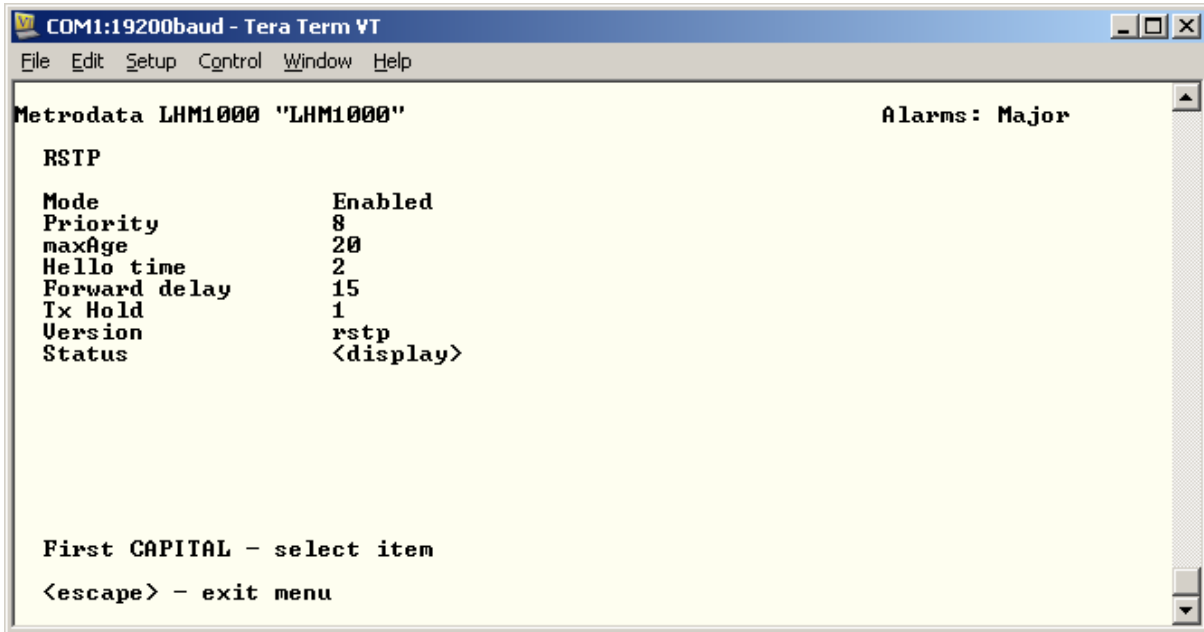 COM1:19200baud - Tera Term VT
File Edit Setup Control Window Help
Metrodata LHM1000 "LHM1000" Alarms: Major
RSTP
Mode Enabled
Priority 8
maxAge 20
Hello time 2
Forward delay 15
Tx Hold 1
Version rstp
Status <display>
First CAPITAL - select item
<escape> - exit menu